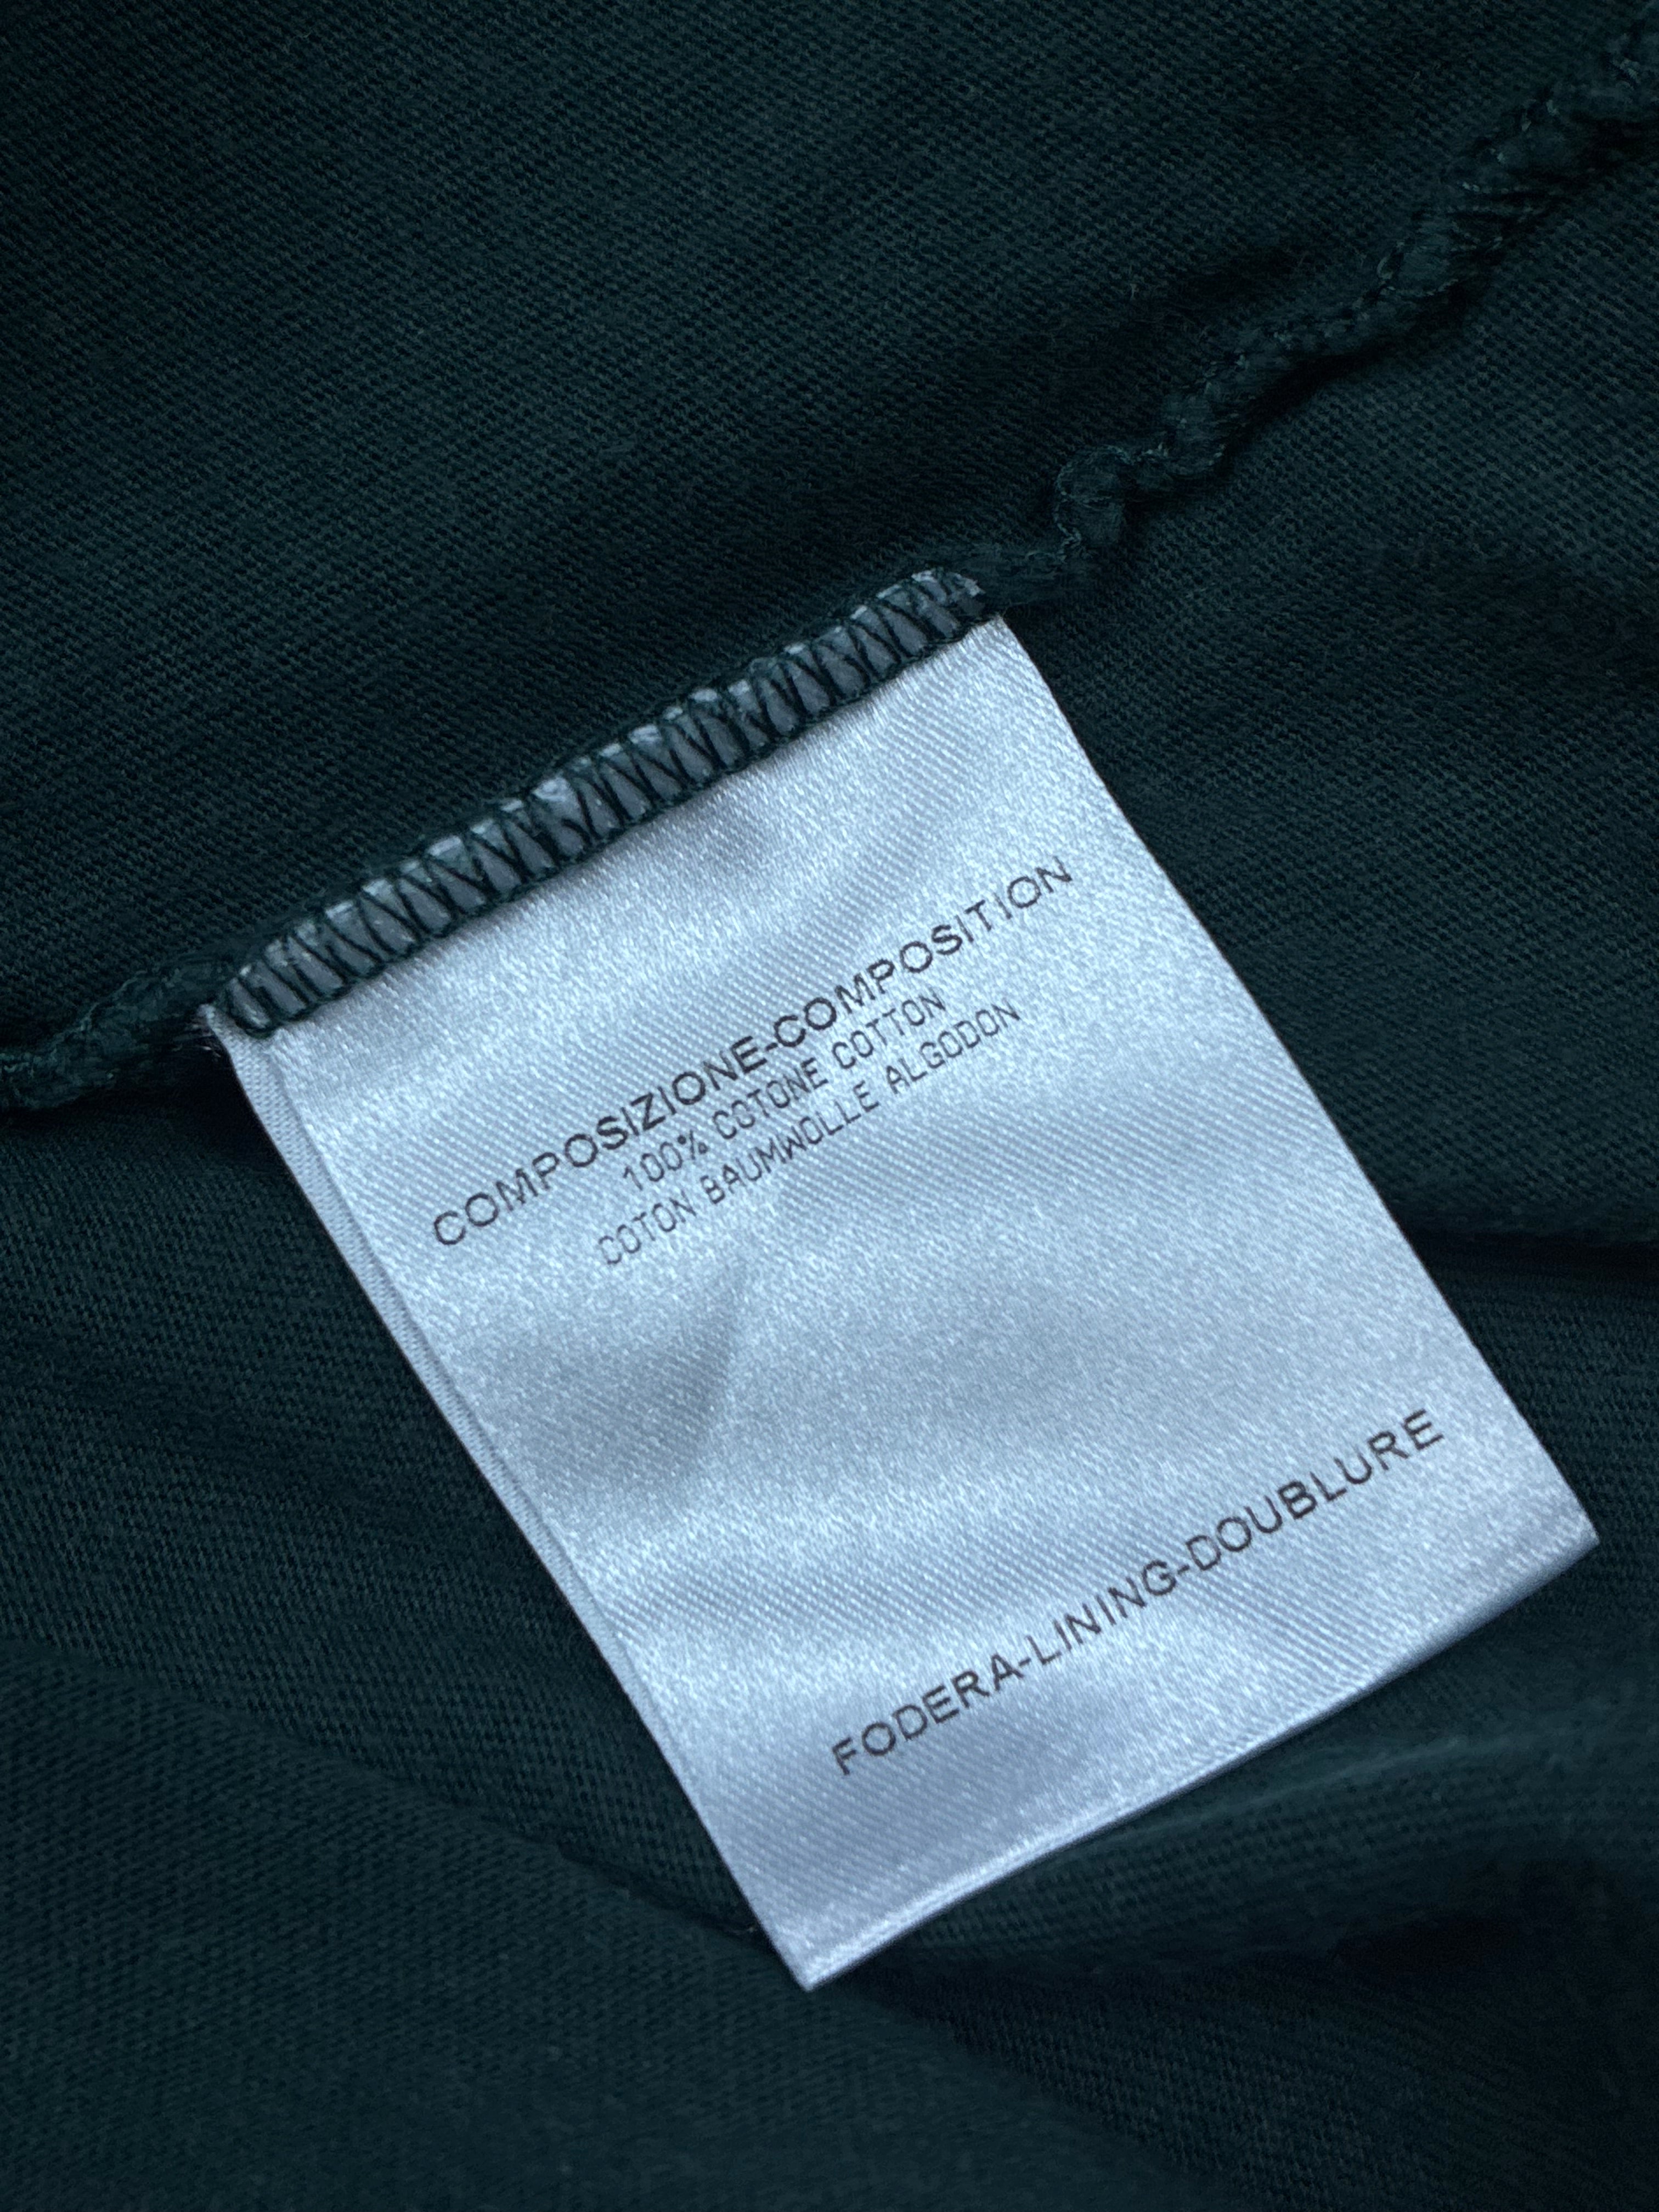 COMPOSIZIONE-COMPOSITION
100% COTONE COTTON
COTON BAUMWOLLE ALGODON
FODERA-LINING-DOUBLURE